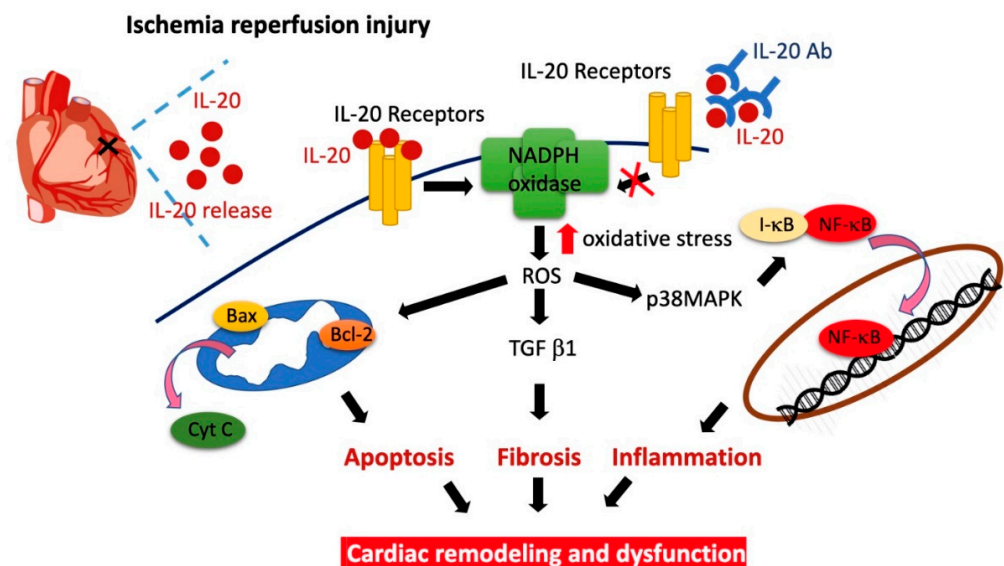 Ischemia reperfusion injury
IL-20 Ab
IL-20 Receptors
IL-20
IL-20 Receptors
IL-20
IL-20
NADPH
oxidase
IL-20 release
I-κB
NF-κB
oxidative stress
ROS
p38MAPK
Bax
Bcl-2
NF-κB
TGF β1
Cyt C
Apoptosis
Fibrosis
Inflammation
Cardiac remodeling and dysfunction